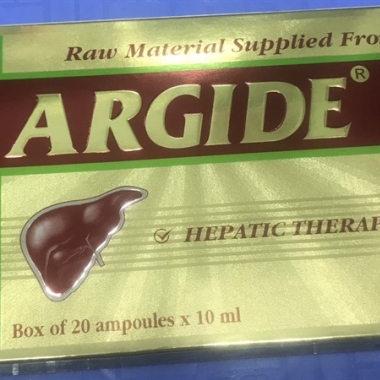 Raw Material Supplied Fro
ARGIDE®
HEPATIC THERAP
Box of 20 ampoules x 10 ml